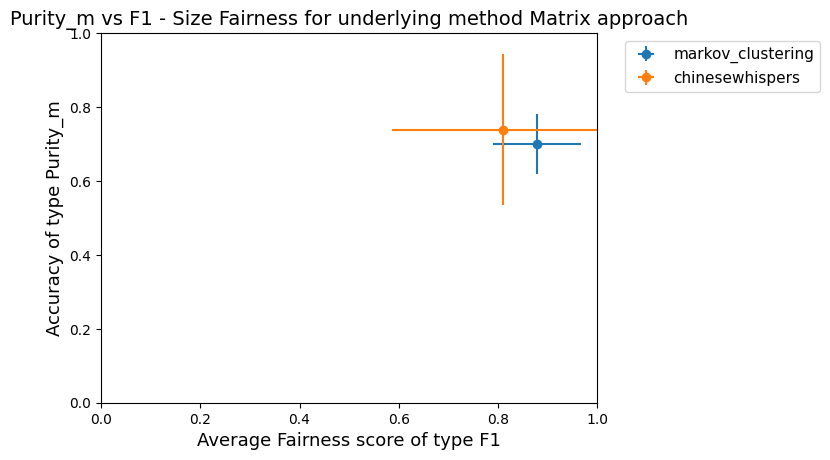 Purity_m vs F1 - Size Fairness for underlying method Matrix approach
markov_clustering
chinesewhispers
1.0
0.8
0.6
0.4
0.2
0.0
Accuracy of type Purity_m
0.0 0.2 0.4 0.6 0.8 1.0
Average Fairness score of type F1